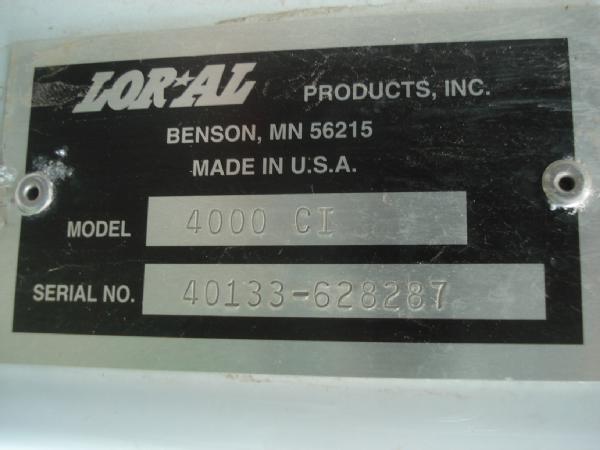 LOR★AL PRODUCTS, INC.
BENSON, MN 56215
MADE IN U.S.A.
MODEL 4000 CI
SERIAL NO. 40133-628287